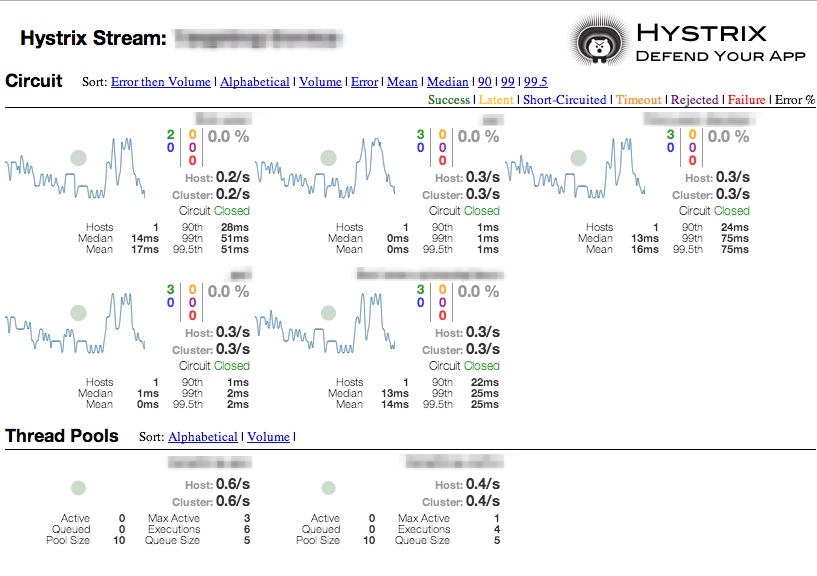 Hystrix Stream:
HYSTRIX
DEFEND YOUR APP
Circuit Sort: Error then Volume | Alphabetical | Volume | Error | Mean | Median | 90 | 99 | 99.5
Success | Latent | Short-Circuited | Timeout | Rejected | Failure | Error %
2 0 0.0 %
0 0
0
Host: 0.2/s
Cluster: 0.2/s
Circuit Closed
Hosts 1 90th 28ms
Median 14ms 99th 51ms
Mean 17ms 99.5th 51ms
3 0 0.0 %
0 0
0
Host: 0.3/s
Cluster: 0.3/s
Circuit Closed
Hosts 1 90th 1ms
Median 0ms 99th 1ms
Mean 0ms 99.5th 1ms
3 0 0.0 %
0 0
0
Host: 0.3/s
Cluster: 0.3/s
Circuit Closed
Hosts 1 90th 24ms
Median 13ms 99th 75ms
Mean 16ms 99.5th 75ms
3 0 0.0 %
0 0
0
Host: 0.3/s
Cluster: 0.3/s
Circuit Closed
Hosts 1 90th 1ms
Median 1ms 99th 2ms
Mean 0ms 99.5th 2ms
3 0 0.0 %
0 0
0
Host: 0.3/s
Cluster: 0.3/s
Circuit Closed
Hosts 1 90th 22ms
Median 13ms 99th 25ms
Mean 14ms 99.5th 25ms
Thread Pools Sort: Alphabetical | Volume |
Host: 0.6/s
Cluster: 0.6/s
Active 0 Max Active 3
Queued 0 Executions 6
Pool Size 10 Queue Size 5
Host: 0.4/s
Cluster: 0.4/s
Active 0 Max Active 1
Queued 0 Executions 4
Pool Size 10 Queue Size 5